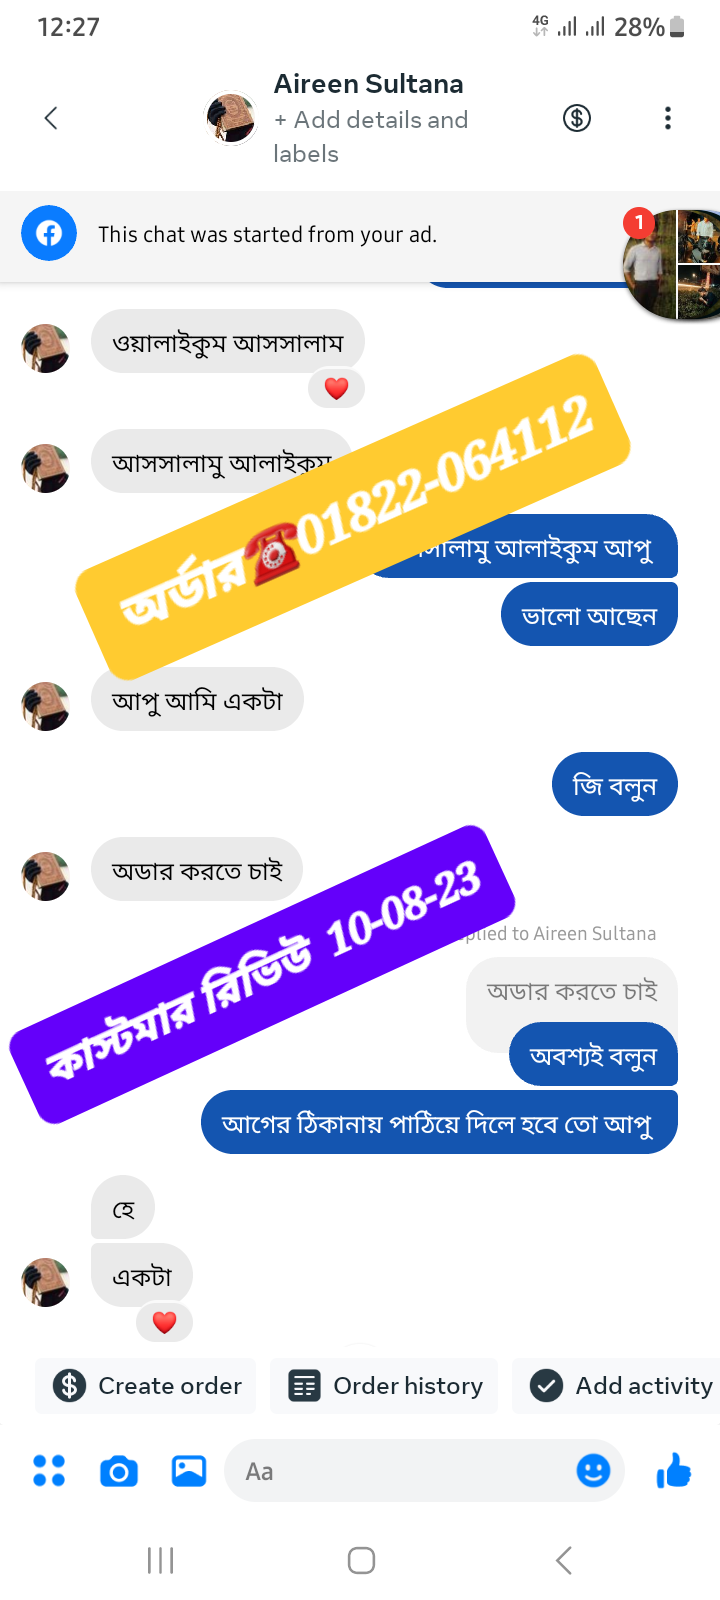 12:27
4G 28%
Aireen Sultana
+ Add details and
labels
This chat was started from your ad.
1
ওয়ালাইকুম আসসালাম
আসসালামু আলাইকুম
অর্ডার☎01822-064112
সালামু আলাইকুম আপু
ভালো আছেন
আপু আমি একটা
জি বলুন
অডার করতে চাই
কাস্টমার রিভিউ 10-08-23
to Aireen Sultana
অডার করতে চাই
অবশ্যই বলুন
আগের ঠিকানায় পাঠিয়ে দিলে হবে তো আপু
হে
একটা
Create order
Order history
Add activity
Aa